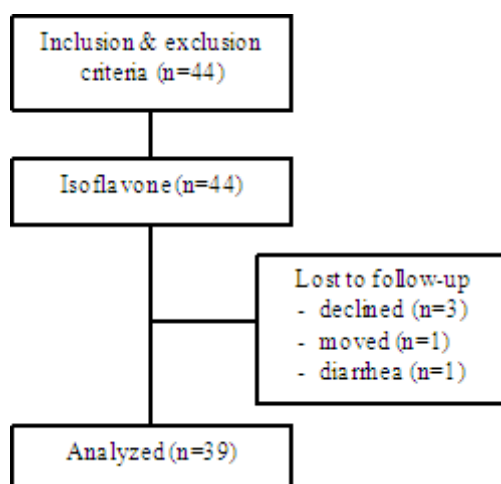 Inclusion & exclusion
criteria (n=44)
Isoflavone (n=44)
Lost to follow-up
- declined (n=3)
- moved (n=1)
- diarrhea (n=1)
Analyzed (n=39)